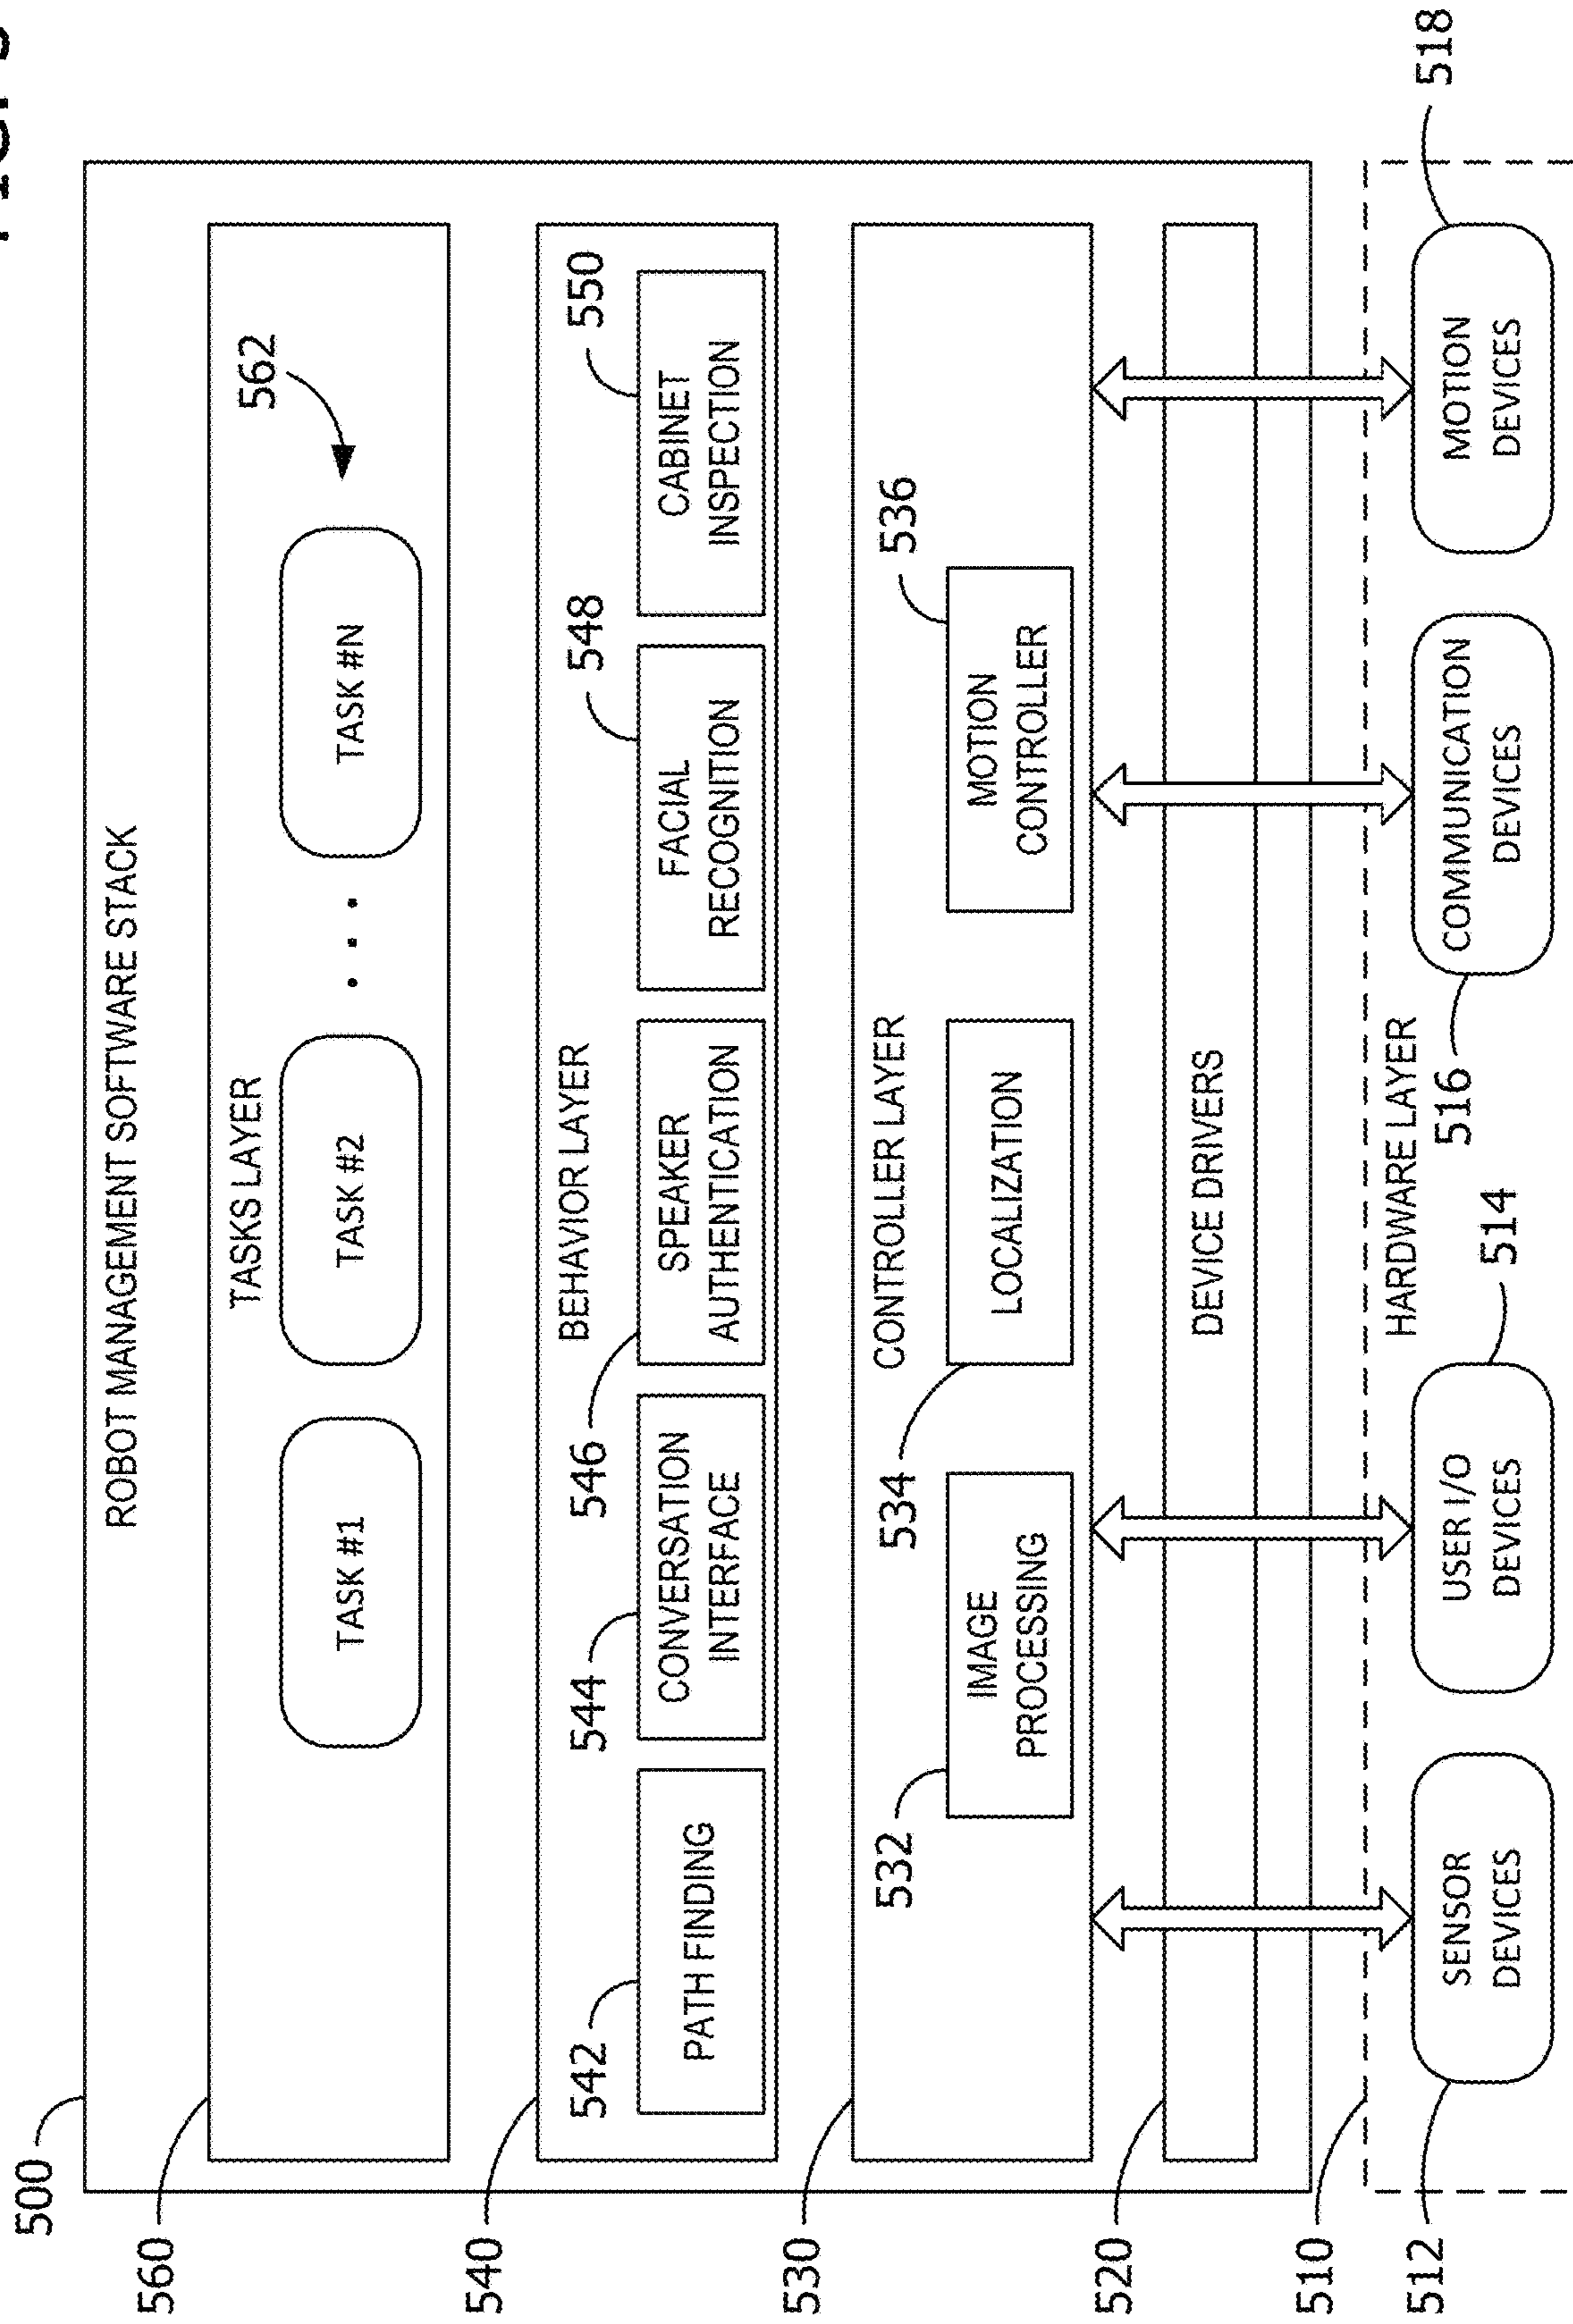 500
ROBOT MANAGEMENT SOFTWARE STACK
560
TASKS LAYER
562
TASK #1
TASK #2
. . .
TASK #N
540
BEHAVIOR LAYER
542
544
546
548
550
PATH FINDING
CONVERSATION
INTERFACE
SPEAKER
AUTHENTICATION
FACIAL
RECOGNITION
CABINET
INSPECTION
530
CONTROLLER LAYER
532
534
536
IMAGE
PROCESSING
LOCALIZATION
MOTION
CONTROLLER
520
DEVICE DRIVERS
510
HARDWARE LAYER
512
514
516
518
SENSOR
DEVICES
USER I/O
DEVICES
COMMUNICATION
DEVICES
MOTION
DEVICES